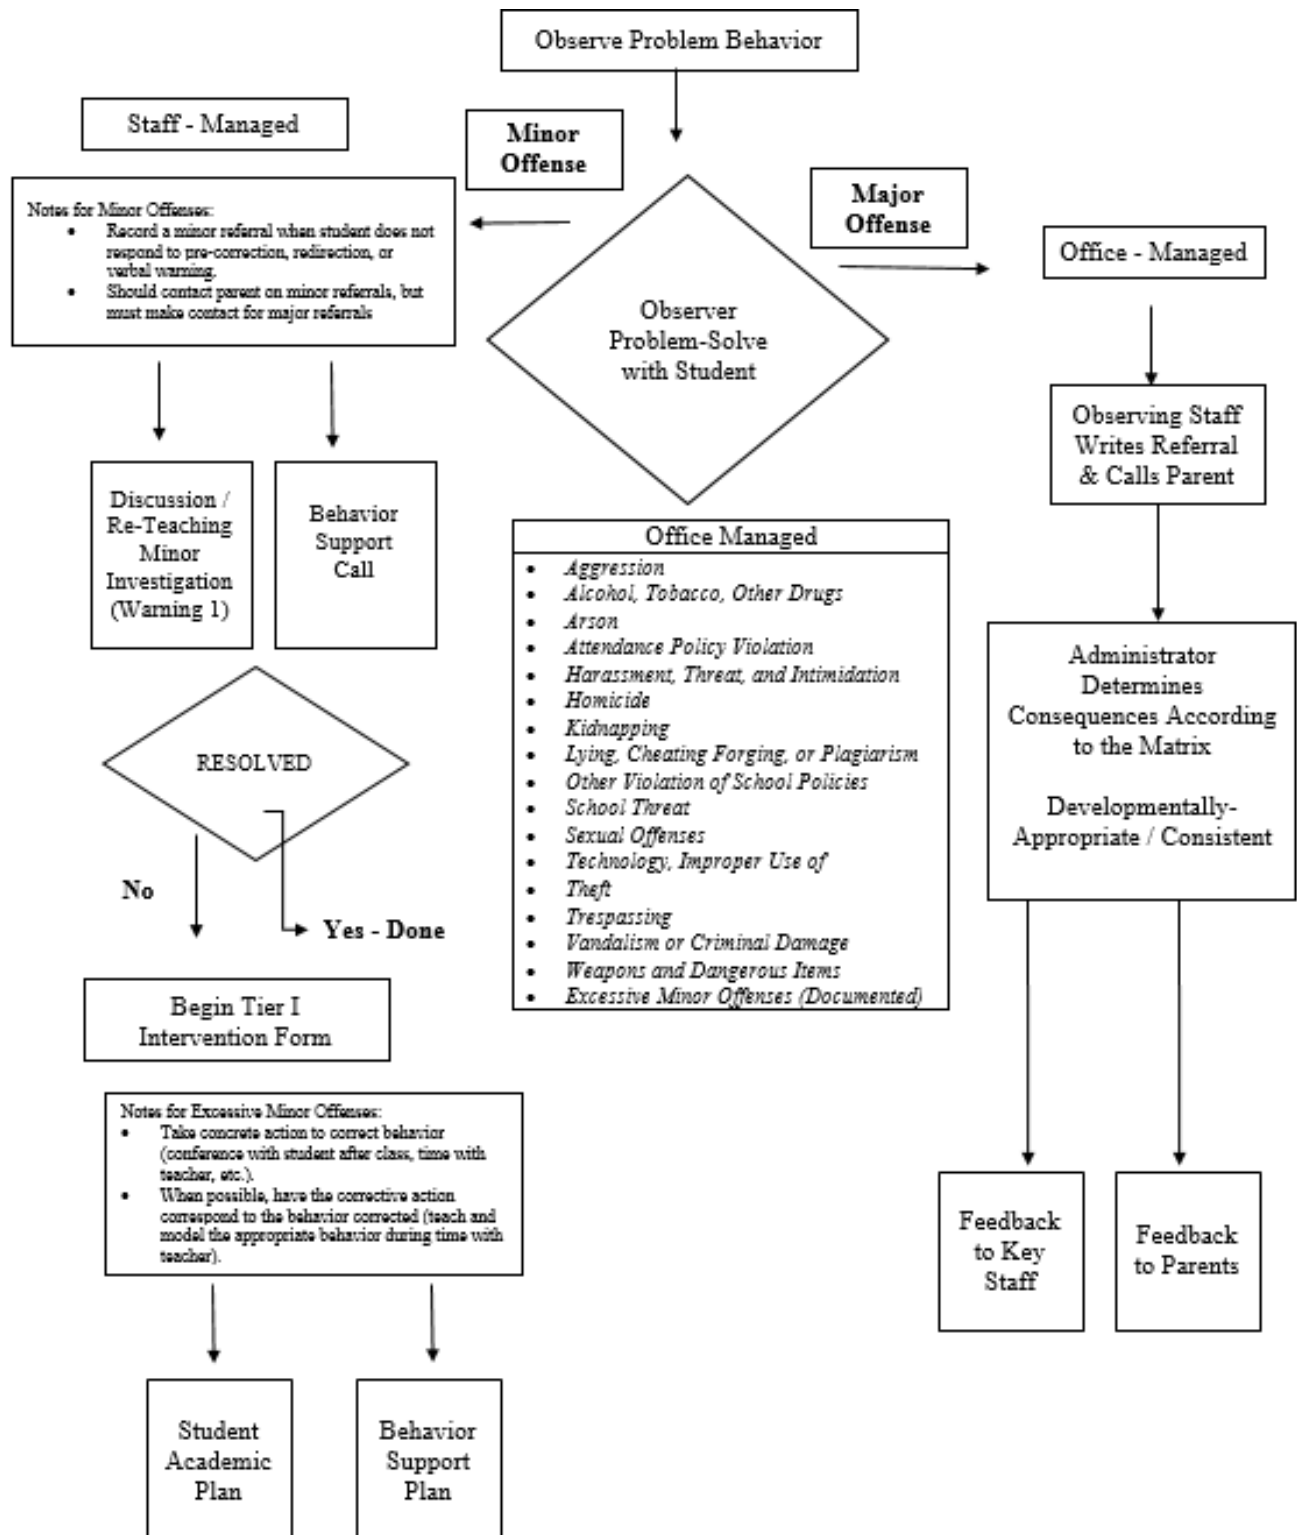 Observe Problem Behavior
Staff - Managed
Minor
Offense
Major
Offense
Office - Managed
Notes for Minor Offenses:
• Record a minor referral when student does not
respond to pre-correction, redirection, or
verbal warning.
• Should contact parent on minor referrals, but
must make contact for major referrals
Observer
Problem-Solve
with Student
Observing Staff
Writes Referral
& Calls Parent
Discussion /
Re-Teaching
Minor
Investigation
(Warning 1)
Behavior
Support
Call
Office Managed
• Aggression
• Alcohol, Tobacco, Other Drugs
• Arson
• Attendance Policy Violation
• Harassment, Threat, and Intimidation
• Homicide
• Kidnapping
• Lying, Cheating Forging, or Plagiarism
• Other Violation of School Policies
• School Threat
• Sexual Offenses
• Technology, Improper Use of
• Theft
• Trespassing
• Vandalism or Criminal Damage
• Weapons and Dangerous Items
• Excessive Minor Offenses (Documented)
Administrator
Determines
Consequences According
to the Matrix
Developmentally-
Appropriate / Consistent
RESOLVED
No
Yes - Done
Begin Tier I
Intervention Form
Notes for Excessive Minor Offenses:
• Take concrete action to correct behavior
(conference with student after class, time with
teacher, etc.).
• When possible, have the corrective action
correspond to the behavior corrected (teach and
model the appropriate behavior during time with
teacher).
Feedback
to Key
Staff
Feedback
to Parents
Student
Academic
Plan
Behavior
Support
Plan